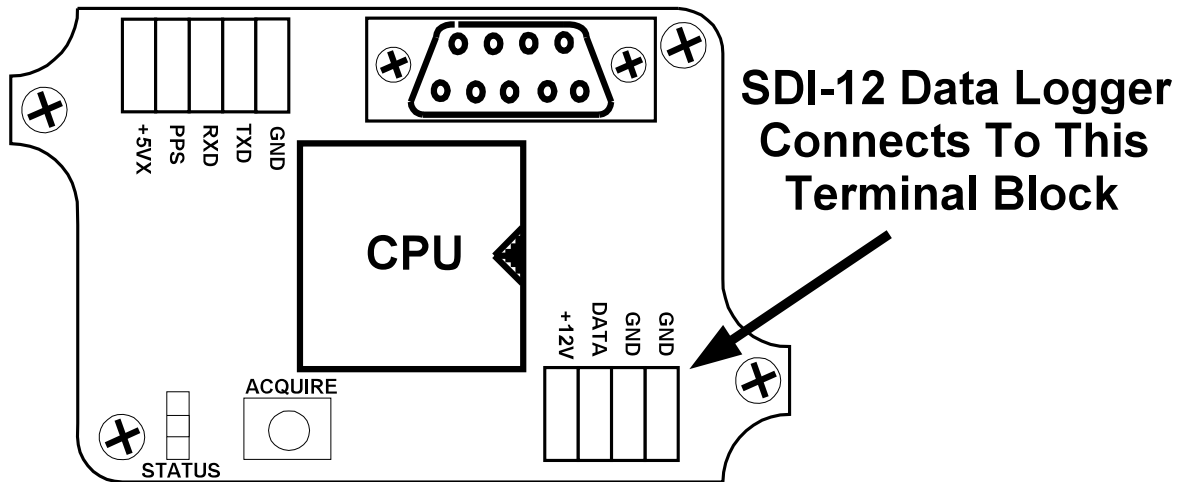 +5VX
PPS
RXD
TXD
GND
SDI-12 Data Logger
Connects To This
Terminal Block
CPU
+12V
DATA
GND
GND
ACQUIRE
STATUS